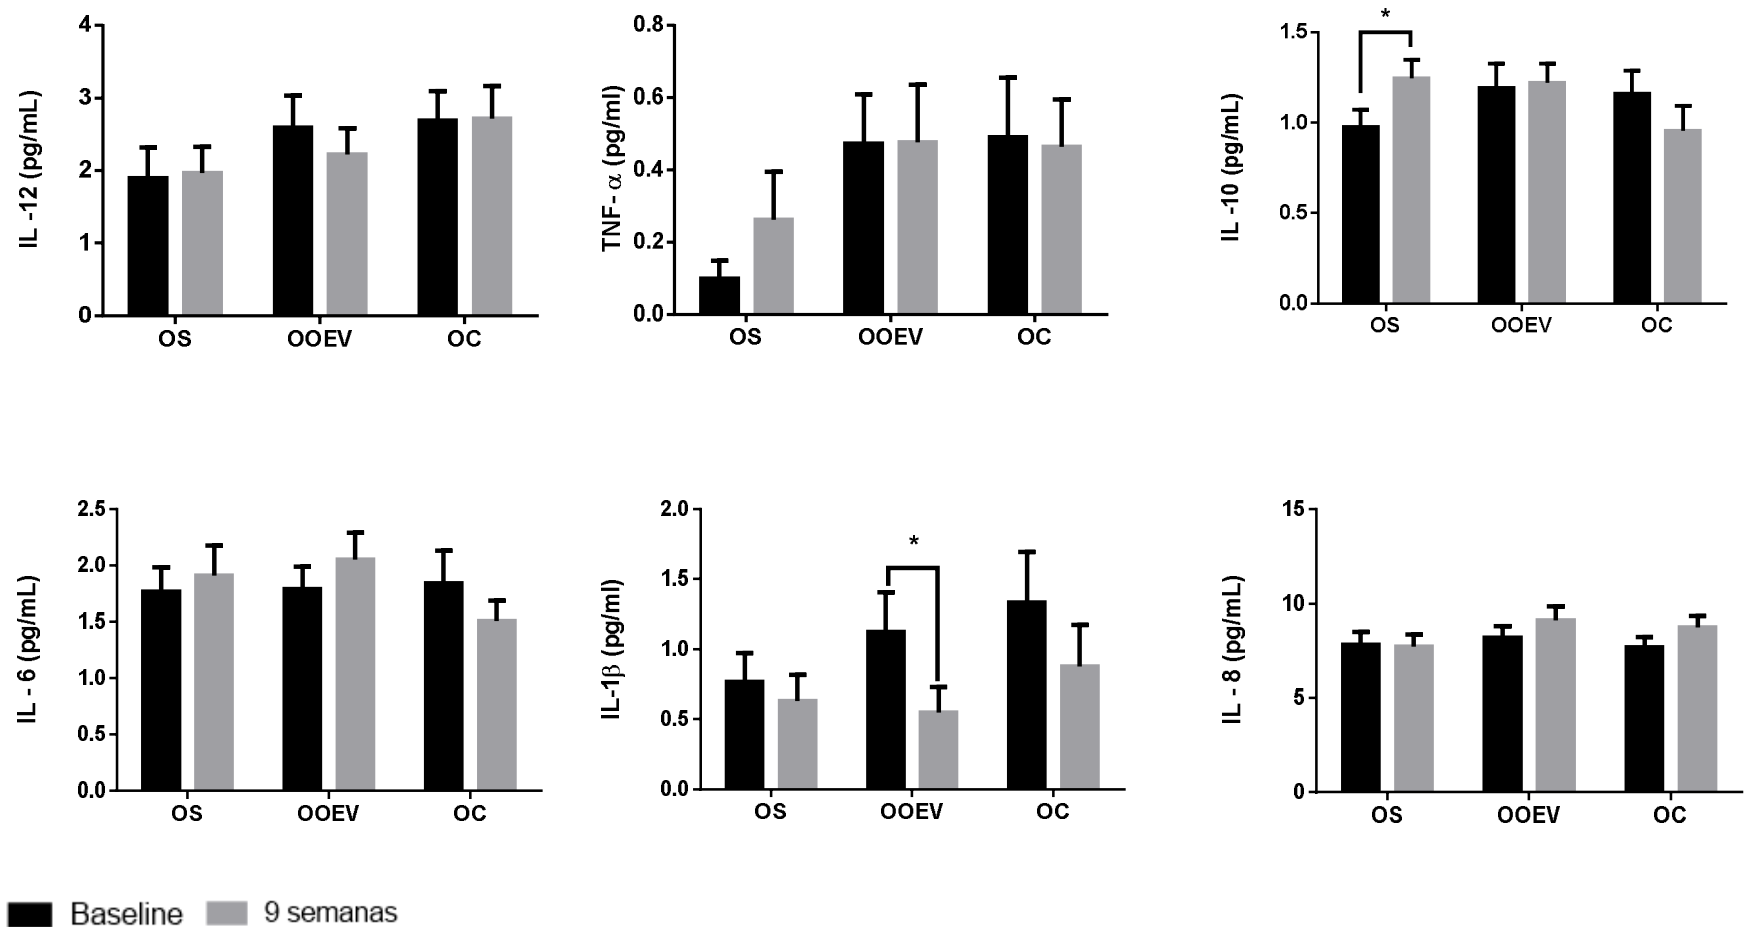 IL -12 (pg/mL)
4
3
2
1
0
OS OOEV OC
TNF- α (pg/ml)
0.8
0.6
0.4
0.2
0.0
OS OOEV OC
IL -10 (pg/mL)
1.5
1.0
0.5
0.0
*
OS OOEV OC
IL - 6 (pg/mL)
2.5
2.0
1.5
1.0
0.5
0.0
OS OOEV OC
IL-1β (pg/ml)
2.0
1.5
1.0
0.5
0.0
*
OS OOEV OC
IL - 8 (pg/mL)
15
10
5
0
OS OOEV OC
Baseline 9 semanas